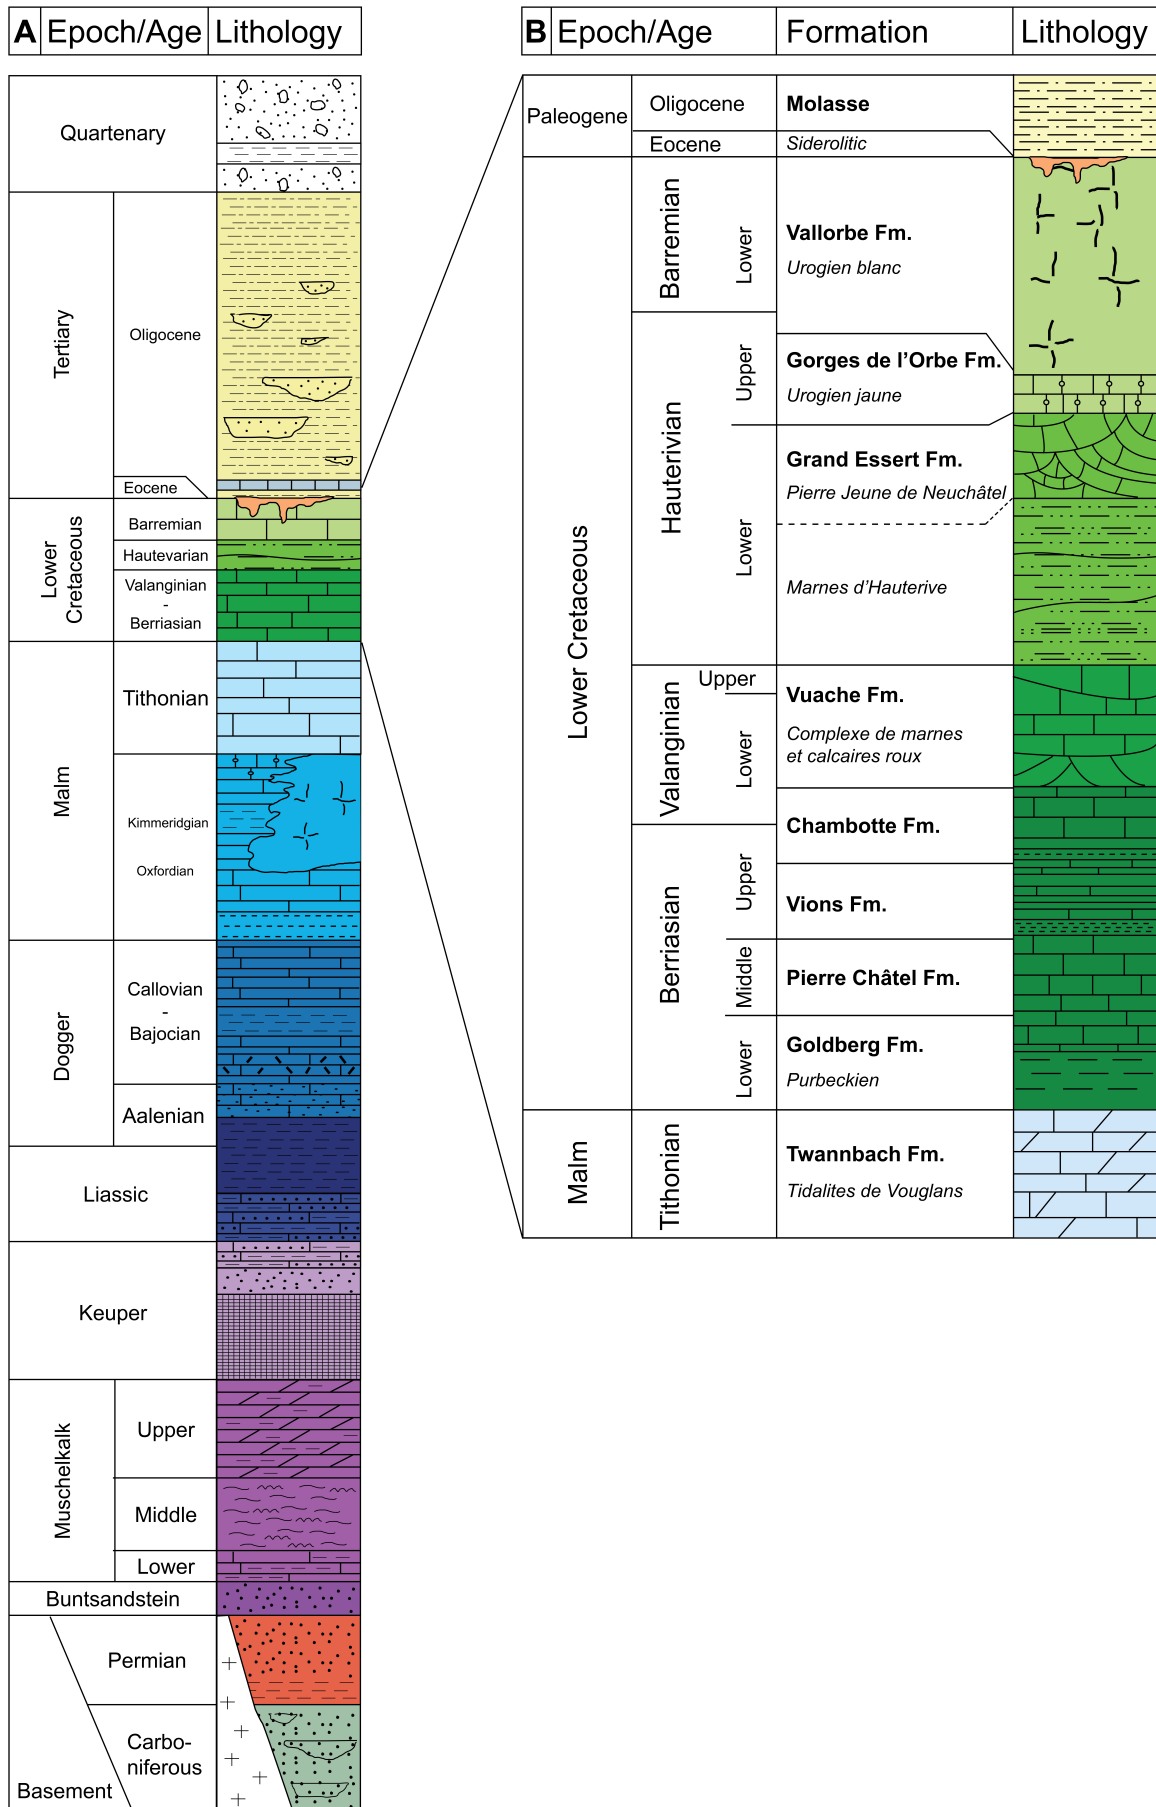 A Epoch/Age Lithology
Quartenary
Tertiary
Oligocene
Eocene
Lower
Cretaceous
Barremian
Hautevarian
Valanginian
-
Berriasian
Malm
Tithonian
Kimmeridgian
Oxfordian
Dogger
Callovian
-
Bajocian
Aalenian
Liassic
Keuper
Muschelkalk
Upper
Middle
Lower
Buntsandstein
Permian
Carbo-
niferous
Basement
B Epoch/Age Formation Lithology
Paleogene
Oligocene Molasse
Eocene Siderolitic
Lower Cretaceous
Barremian
Lower
Vallorbe Fm.
Urogien blanc
Hauterivian
Upper
Gorges de l'Orbe Fm.
Urogien jaune
Lower
Grand Essert Fm.
Pierre Jeune de Neuchâtel
Marnes d'Hauterive
Valanginian
Upper
Lower
Vuache Fm.
Complexe de marnes
et calcaires roux
Chambotte Fm.
Berriasian
Upper
Vions Fm.
Middle
Pierre Châtel Fm.
Lower
Goldberg Fm.
Purbeckien
Malm
Tithonian
Twannbach Fm.
Tidalites de Vouglans